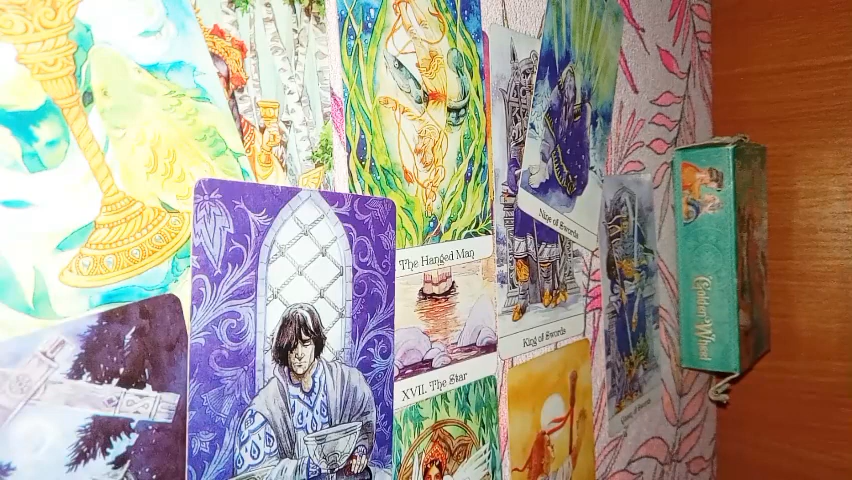 The Hanged Man
Nine of Swords
King of Swords
XVII. The Star
Golden Wheel